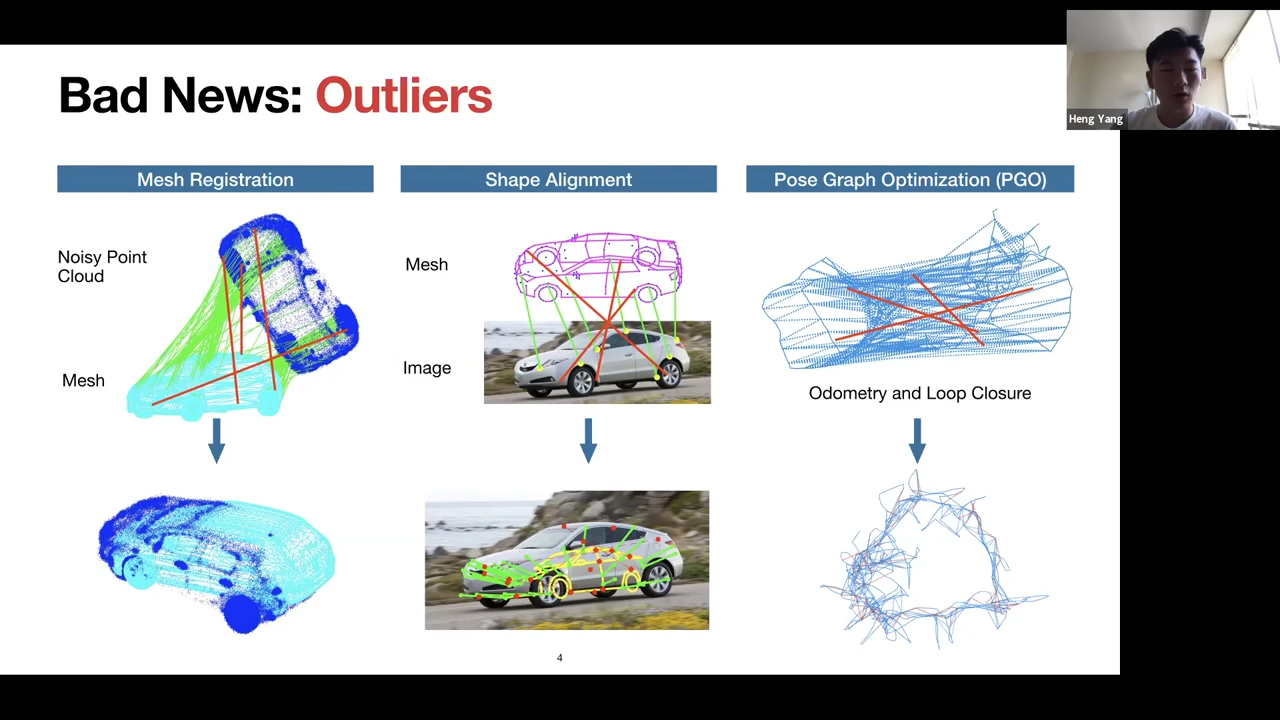 Bad News: Outliers
Heng Yang
Mesh Registration
Shape Alignment
Pose Graph Optimization (PGO)
Noisy Point
Cloud
Mesh
Mesh
Image
Odometry and Loop Closure
4